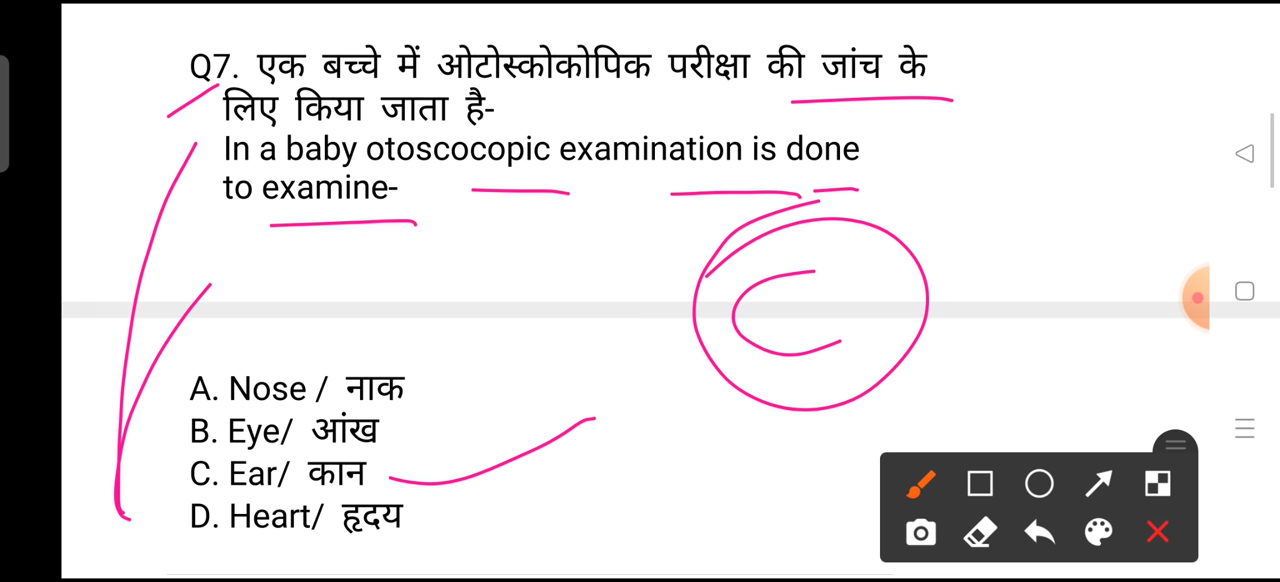 Q7. एक बच्चे में ओटोस्कोकोपिक परीक्षा की जांच के
लिए किया जाता है-
In a baby otoscocopic examination is done
to examine-
C
A. Nose / नाक
B. Eye/ आंख
C. Ear/ कान
D. Heart/ हृदय